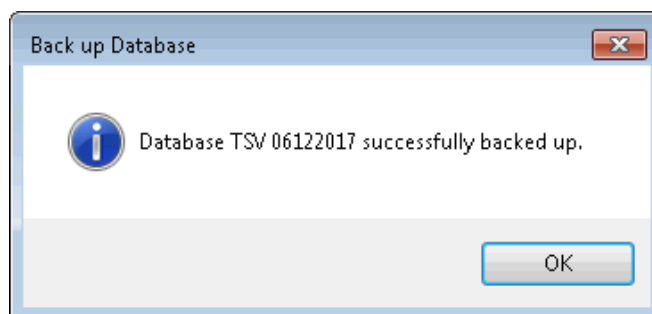 Back up Database
Database TSV 06122017 successfully backed up.
OK